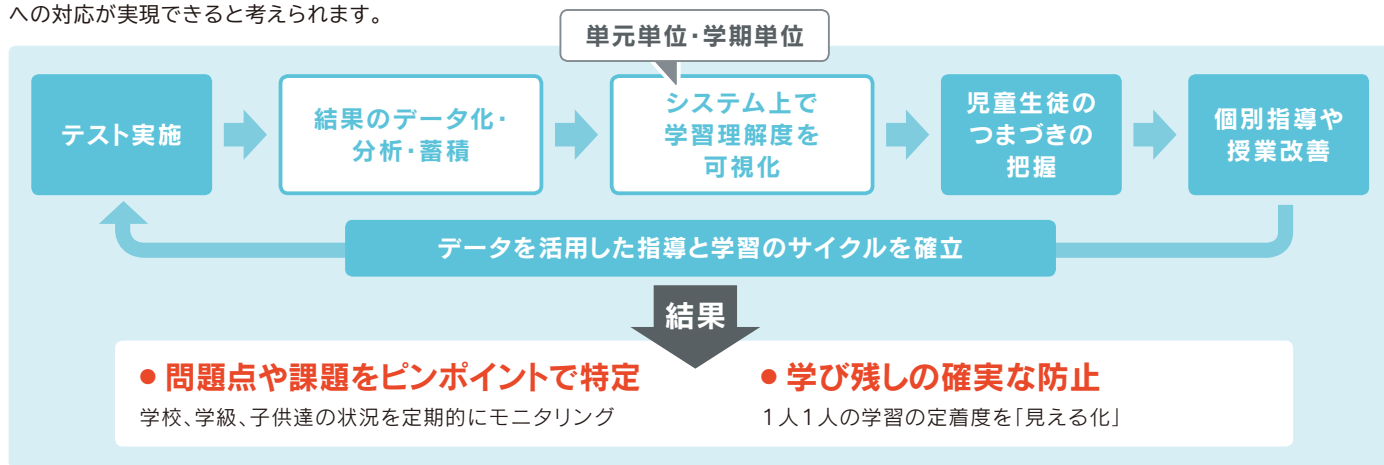 への対応が実現できると考えられます。
単元単位・学期単位
テスト実施
結果のデータ化・
分析・蓄積
システム上で
学習理解度を
可視化
児童生徒の
つまづきの
把握
個別指導や
授業改善
データを活用した指導と学習のサイクルを確立
結果
● 問題点や課題をピンポイントで特定
学校、学級、子供達の状況を定期的にモニタリング
● 学び残しの確実な防止
1人1人の学習の定着度を「見える化」